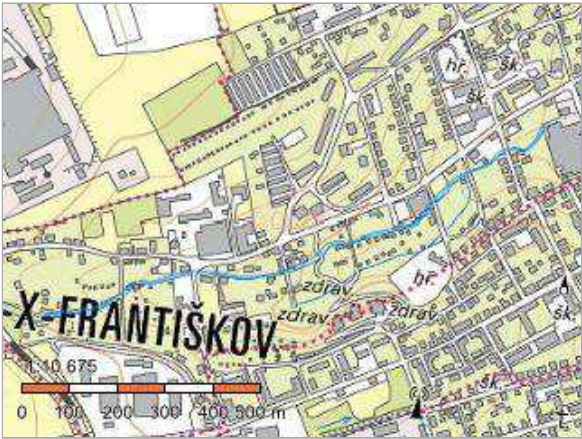 hř.
šk.
šk.
hř.
zdrav.
zdrav.
zdrav.
šk.
-X-FRANTIŠKOV
1:10 675
šk.
0 100 200 300 400 500 m